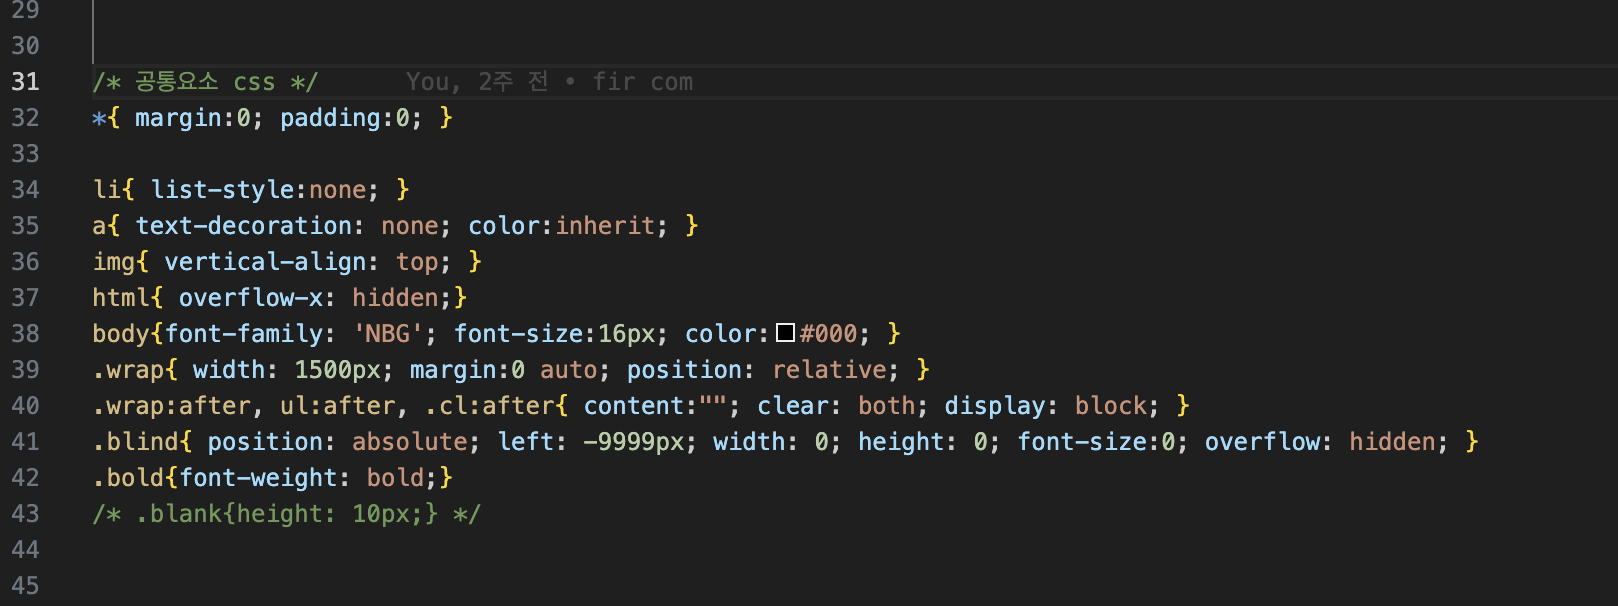 29
30
31 /* 공통요소 css */ You, 2주 전 • fir com
32 *{ margin:0; padding:0; }
33
34 li{ list-style:none; }
35 a{ text-decoration: none; color:inherit; }
36 img{ vertical-align: top; }
37 html{ overflow-x: hidden;}
38 body{font-family: 'NBG'; font-size:16px; color:#000; }
39 .wrap{ width: 1500px; margin:0 auto; position: relative; }
40 .wrap:after, ul:after, .cl:after{ content:""; clear: both; display: block; }
41 .blind{ position: absolute; left: -9999px; width: 0; height: 0; font-size:0; overflow: hidden; }
42 .bold{font-weight: bold;}
43 /* .blank{height: 10px;} */
44
45